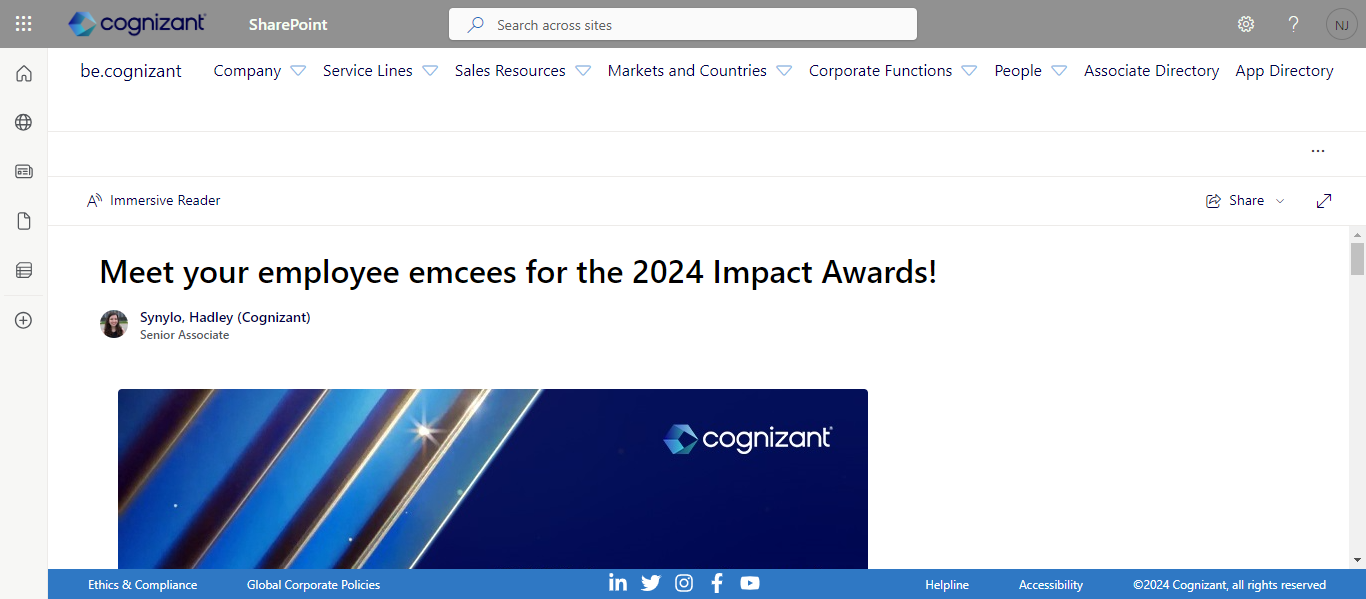 cognizant SharePoint Search across sites ? NJ
be.cognizant Company Service Lines Sales Resources Markets and Countries Corporate Functions People Associate Directory App Directory
...
Immersive Reader Share
Meet your employee emcees for the 2024 Impact Awards!
Synylo, Hadley (Cognizant)
Senior Associate
cognizant
Ethics & Compliance Global Corporate Policies in f Helpline Accessibility ©2024 Cognizant, all rights reserved